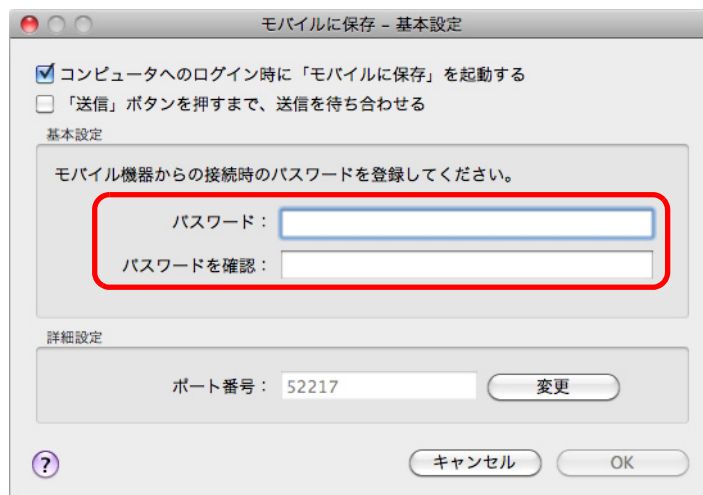 モバイルに保存 – 基本設定
コンピュータへのログイン時に「モバイルに保存」を起動する
「送信」ボタンを押すまで、送信を待ち合わせる
基本設定
モバイル機器からの接続時のパスワードを登録してください。
パスワード：
パスワードを確認：
詳細設定
ポート番号： 52217 変更
? キャンセル OK